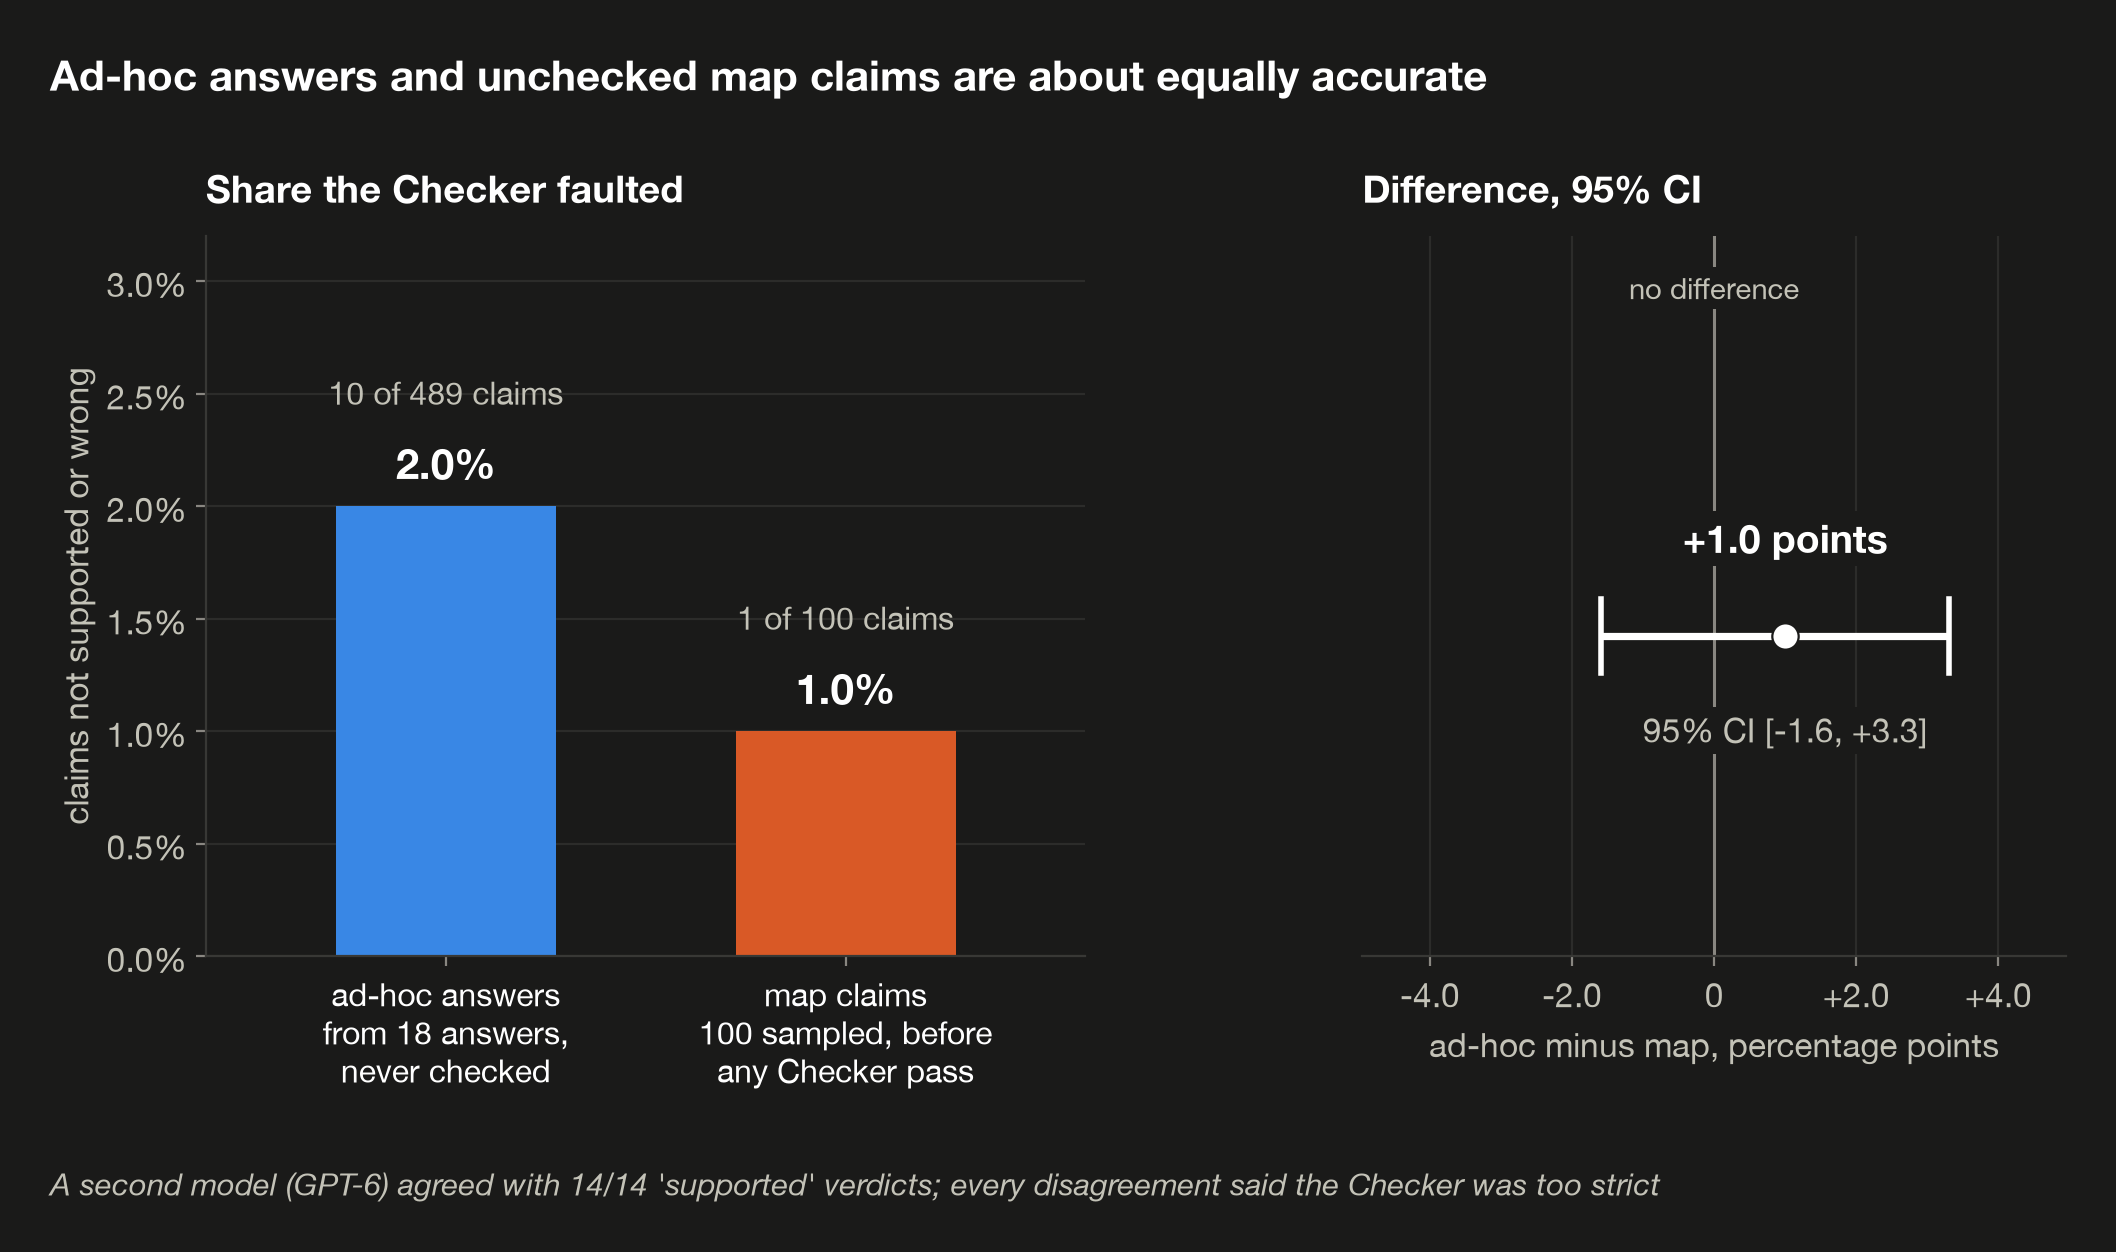 Ad-hoc answers and unchecked map claims are about equally accurate
Share the Checker faulted
claims not supported or wrong
3.0%
2.5%
2.0%
1.5%
1.0%
0.5%
0.0%
10 of 489 claims
2.0%
1 of 100 claims
1.0%
ad-hoc answers
from 18 answers,
never checked
map claims
100 sampled, before
any Checker pass
Difference, 95% CI
no difference
+1.0 points
95% CI [-1.6, +3.3]
-4.0
-2.0
0
+2.0
+4.0
ad-hoc minus map, percentage points
A second model (GPT-6) agreed with 14/14 'supported' verdicts; every disagreement said the Checker was too strict